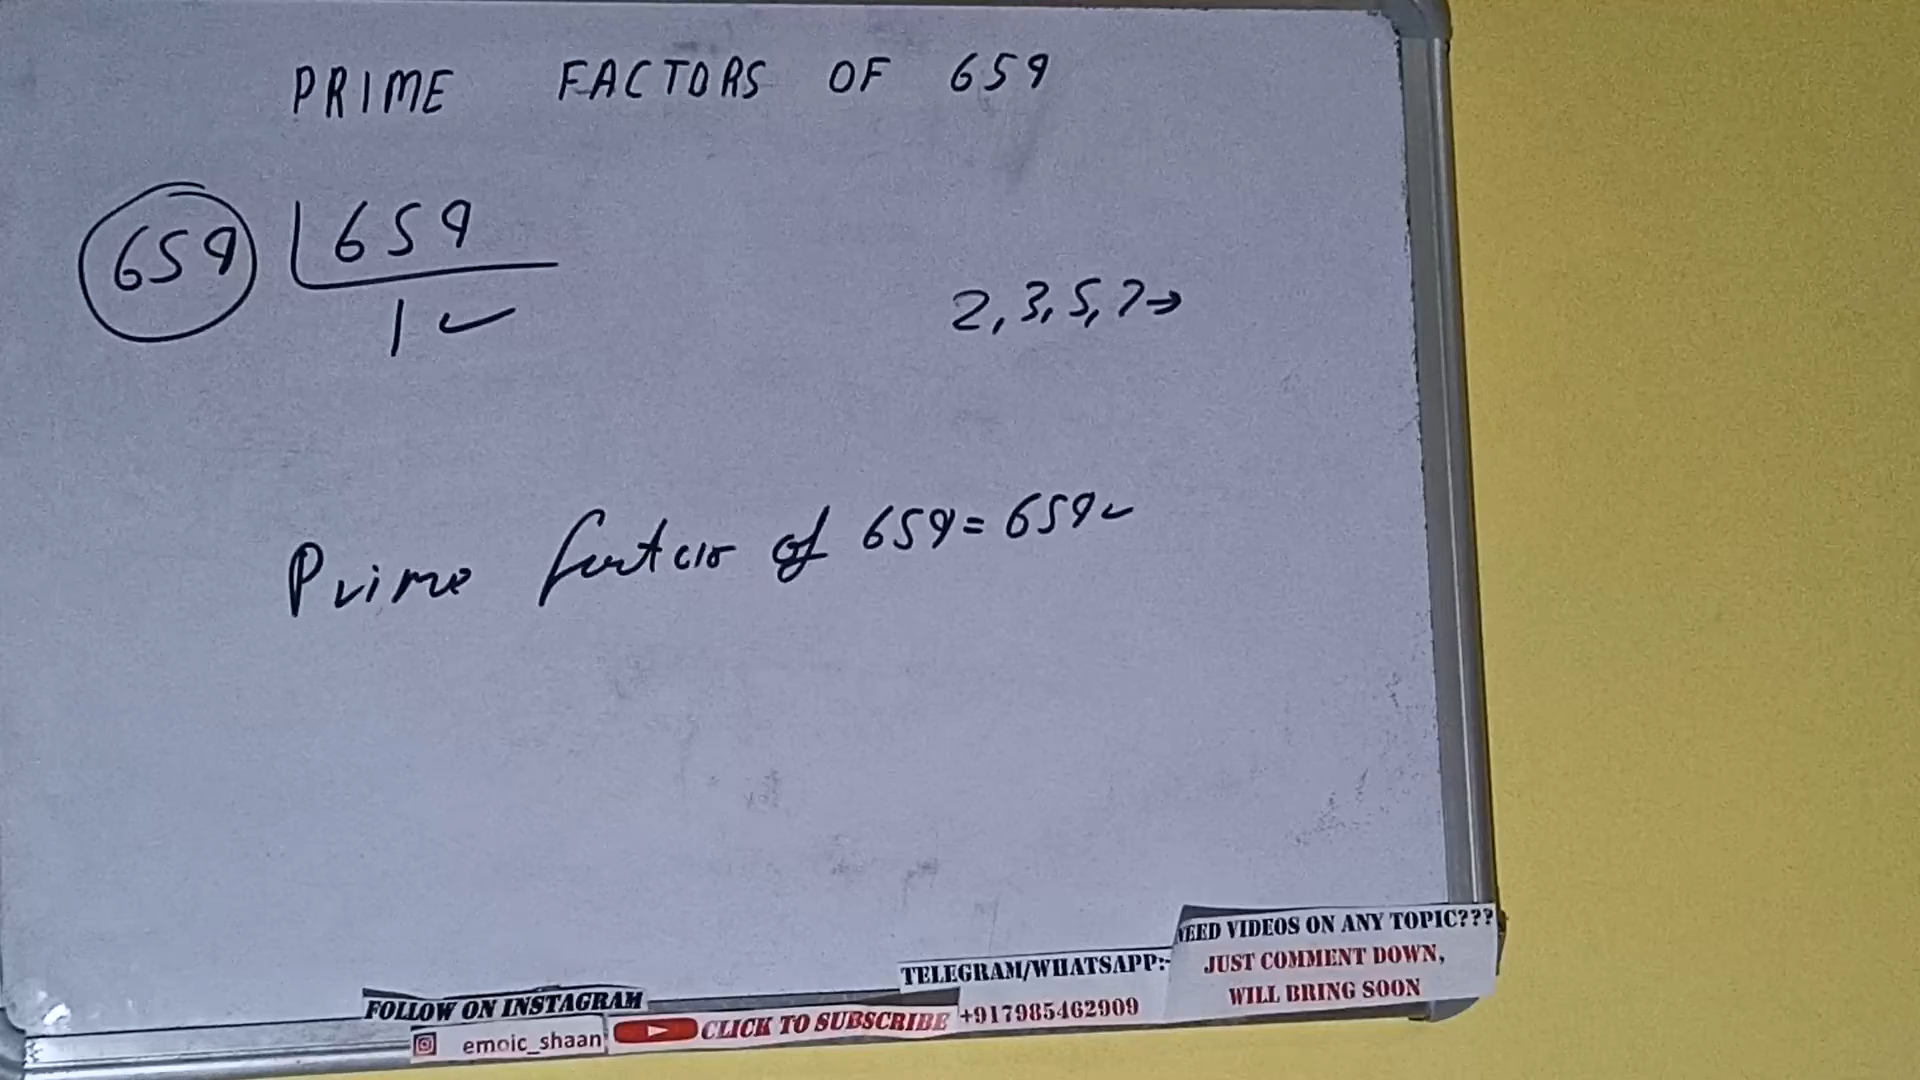 PRIME FACTORS OF 659
659 659
1
2, 3, 5, 7→
Prime factor of 659 = 659
NEED VIDEOS ON ANY TOPIC???
JUST COMMENT DOWN,
WILL BRING SOON
TELEGRAM/WHATSAPP:-
+917985462909
FOLLOW ON INSTAGRAM
emoic_shaan
CLICK TO SUBSCRIBE